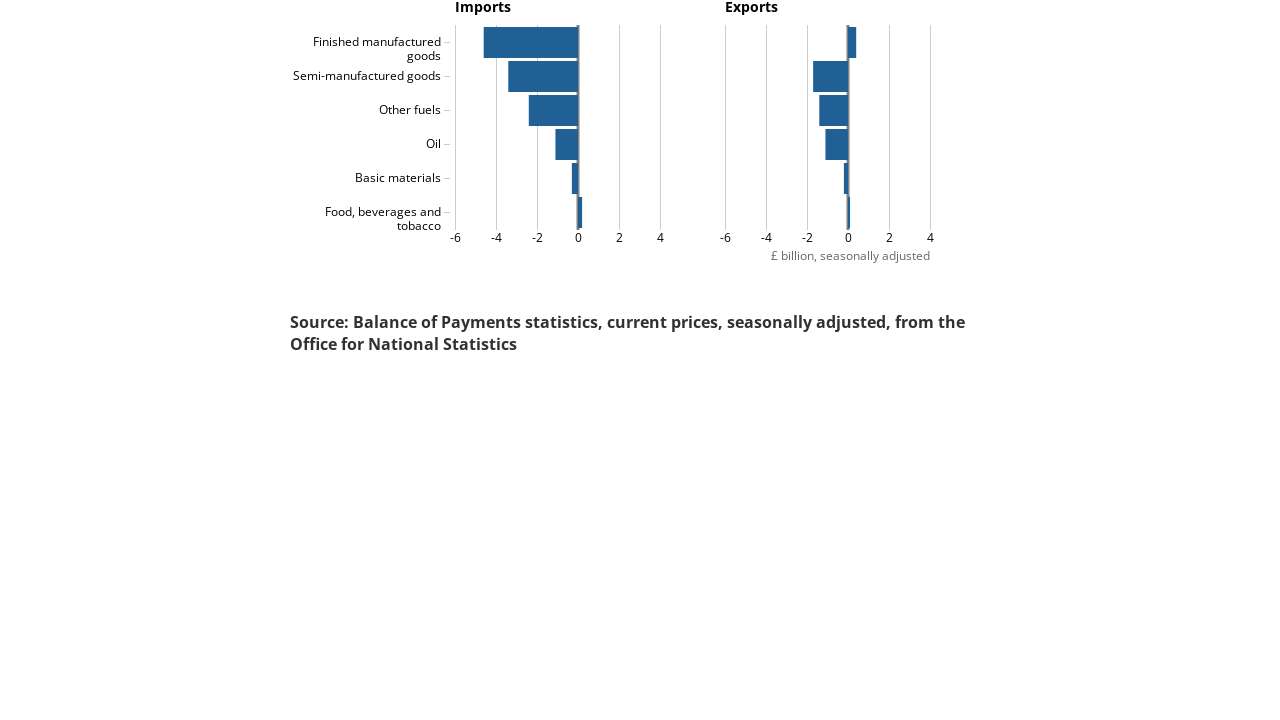 Imports
Exports
Finished manufactured
goods
Semi-manufactured goods
Other fuels
Oil
Basic materials
Food, beverages and
tobacco
-6 -4 -2 0 2 4
-6 -4 -2 0 2 4
£ billion, seasonally adjusted
Source: Balance of Payments statistics, current prices, seasonally adjusted, from the
Office for National Statistics